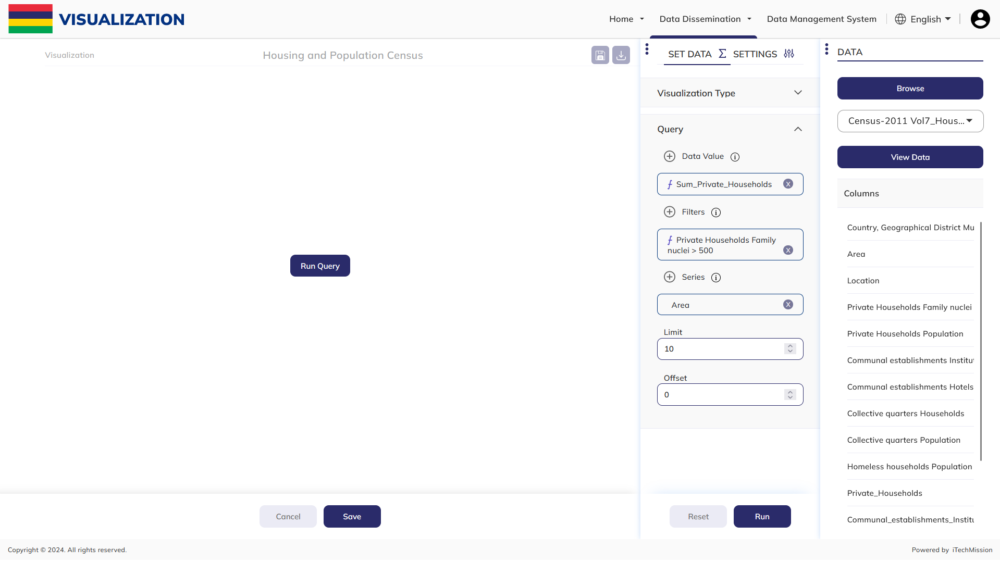 VISUALIZATION
Home
Data Dissemination
Data Management System
English
Visualization
Housing and Population Census
SET DATA
SETTINGS
DATA
Visualization Type
Browse
Census-2011 Vol7_Hous...
View Data
Query
Data Value
Sum_Private_Households
X
Filters
Private Households Family
nuclei > 500
X
Series
Area
X
Limit
10
Offset
0
Columns
Country, Geographical District Mu
Area
Location
Private Households Family nuclei
Private Households Population
Communal establishments Institut
Communal establishments Hotels
Collective quarters Households
Collective quarters Population
Homeless households Population
Private_Households
Communal_establishments_Institu
Run Query
Cancel
Save
Reset
Run
Copyright © 2024. All rights reserved.
Powered by iTechMission